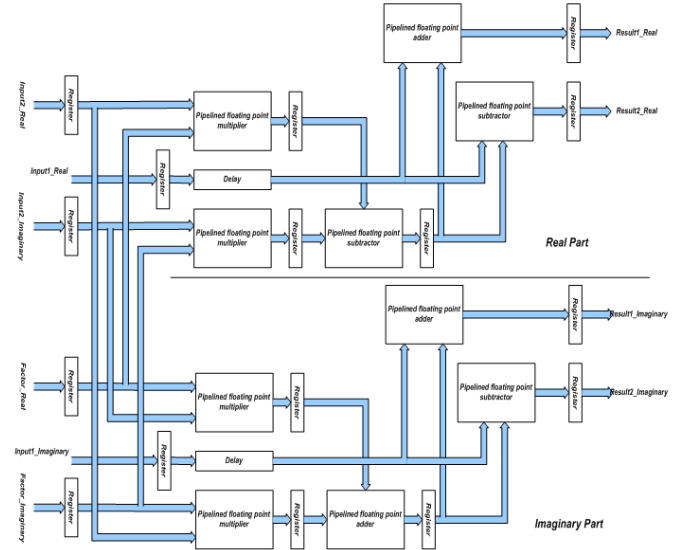 Pipelined floating point
adder
Register
Result1_Real
Input2_Real
Register
Pipelined floating point
multiplier
Register
Pipelined floating point
subtractor
Register
Result2_Real
Input1_Real
Register
Delay
Input2_Imaginary
Register
Pipelined floating point
multiplier
Register
Pipelined floating point
subtractor
Register
Real Part
Pipelined floating point
adder
Register
Result1_Imaginary
Factor_Real
Register
Pipelined floating point
multiplier
Register
Pipelined floating point
subtractor
Register
Result2_Imaginary
Input1_Imaginary
Register
Delay
Factor_Imaginary
Register
Pipelined floating point
multiplier
Register
Pipelined floating point
adder
Register
Imaginary Part